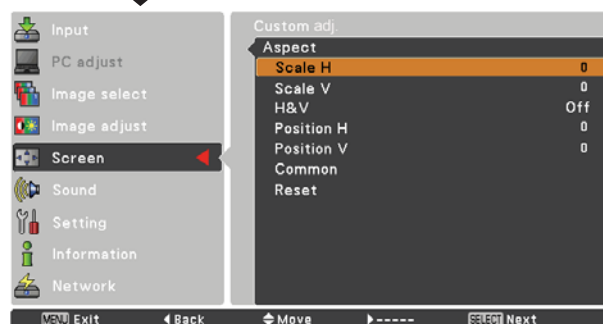 Input
PC adjust
Image select
Image adjust
Screen
Sound
Setting
Information
Network
Custom adj.
Aspect
Scale H 0
Scale V 0
H&V Off
Position H 0
Position V 0
Common
Reset
MENU Exit ◀Back ◆Move ▶----- SELECT Next